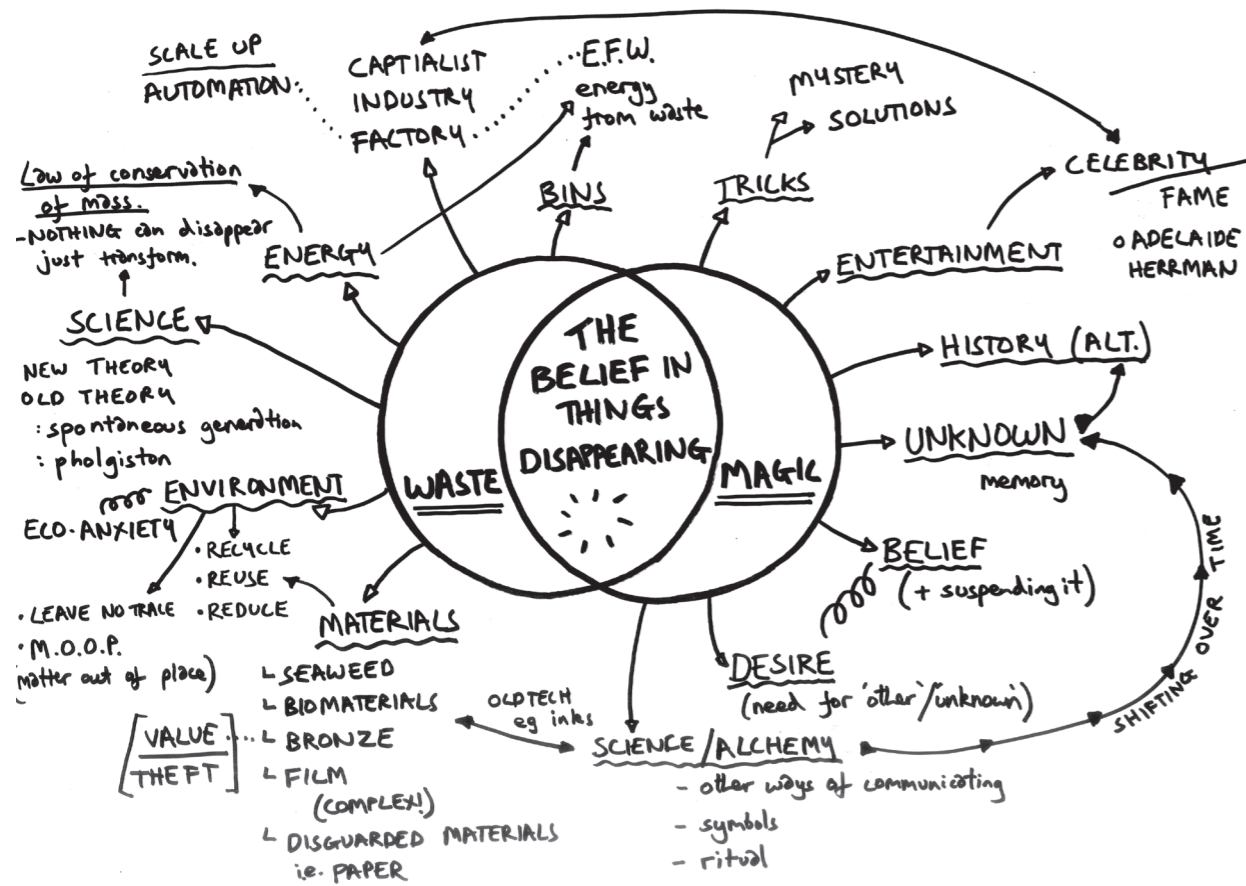 SCALE UP
AUTOMATION
CAPTIALIST
INDUSTRY
FACTORY
E.F.W.
energy
from waste
MYSTERY
SOLUTIONS
CELEBRITY
FAME
o ADELAIDE
HERRMAN
Law of conservation
of mass.
-NOTHING can disappear
just transform.
ENERGY
BINS
TRICKS
ENTERTAINMENT
SCIENCE
NEW THEORY
OLD THEORY
: spontaneous generation
: pholgiston
HISTORY (ALT.)
UNKNOWN
memory
THE
BELIEF IN
THINGS
DISAPPEARING
WASTE
MAGIC
ENVIRONMENT
ECO-ANXIETY
• RECYCLE
• REUSE
• REDUCE
• LEAVE NO TRACE
• M.O.O.P.
(matter out of place)
MATERIALS
SEAWEED
BIOMATERIALS
BRONZE
FILM
(COMPLEX!)
DISGUARDED MATERIALS
i.e. PAPER
[VALUE
THEFT]
OLD TECH
eg inks
BELIEF
(+ suspending it)
DESIRE
(need for 'other'/'unknown')
SCIENCE/ALCHEMY
- other ways of communicating
- symbols
- ritual
SHIFTING OVER TIME